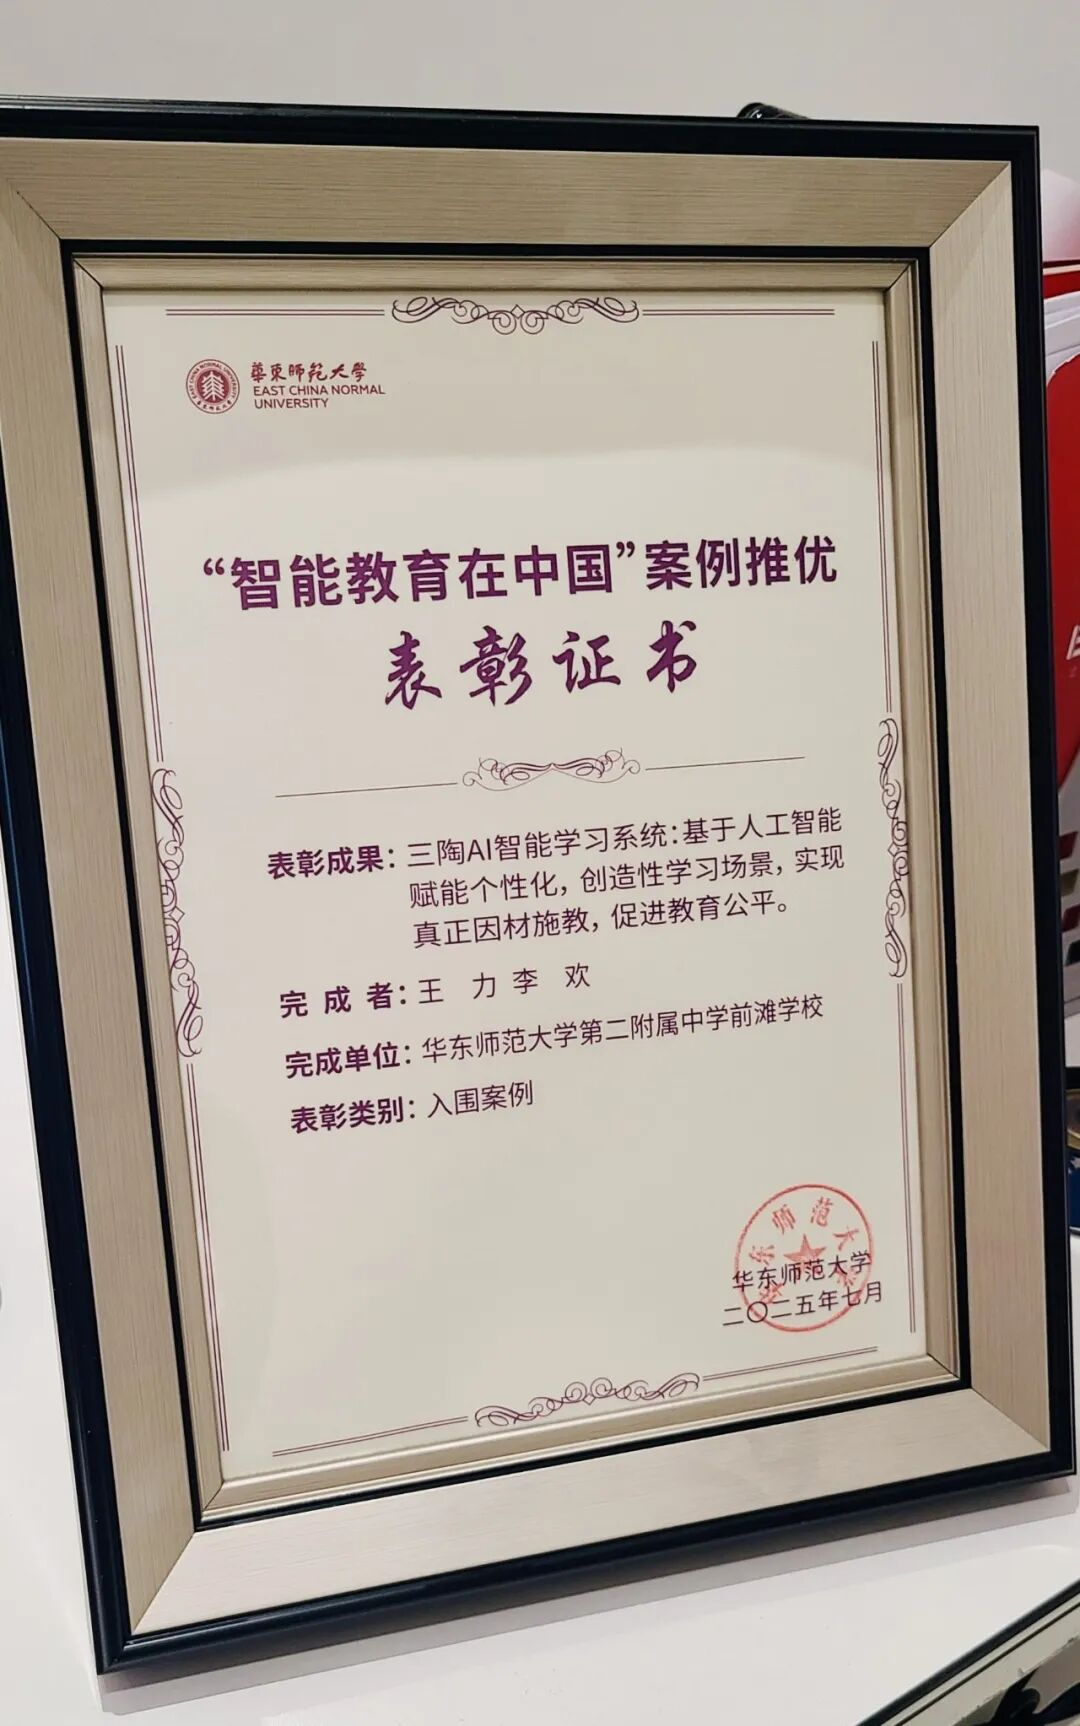 華東師範大學
EAST CHINA NORMAL
UNIVERSITY
“智能教育在中国”案例推优
表彰证书
表彰成果：三陶AI智能学习系统：基于人工智能
赋能个性化，创造性学习场景，实现
真正因材施教，促进教育公平。
完成者：王 力 李 欢
完成单位：华东师范大学第二附属中学前滩学校
表彰类别：入围案例
华东师范大学
二〇二五年七月